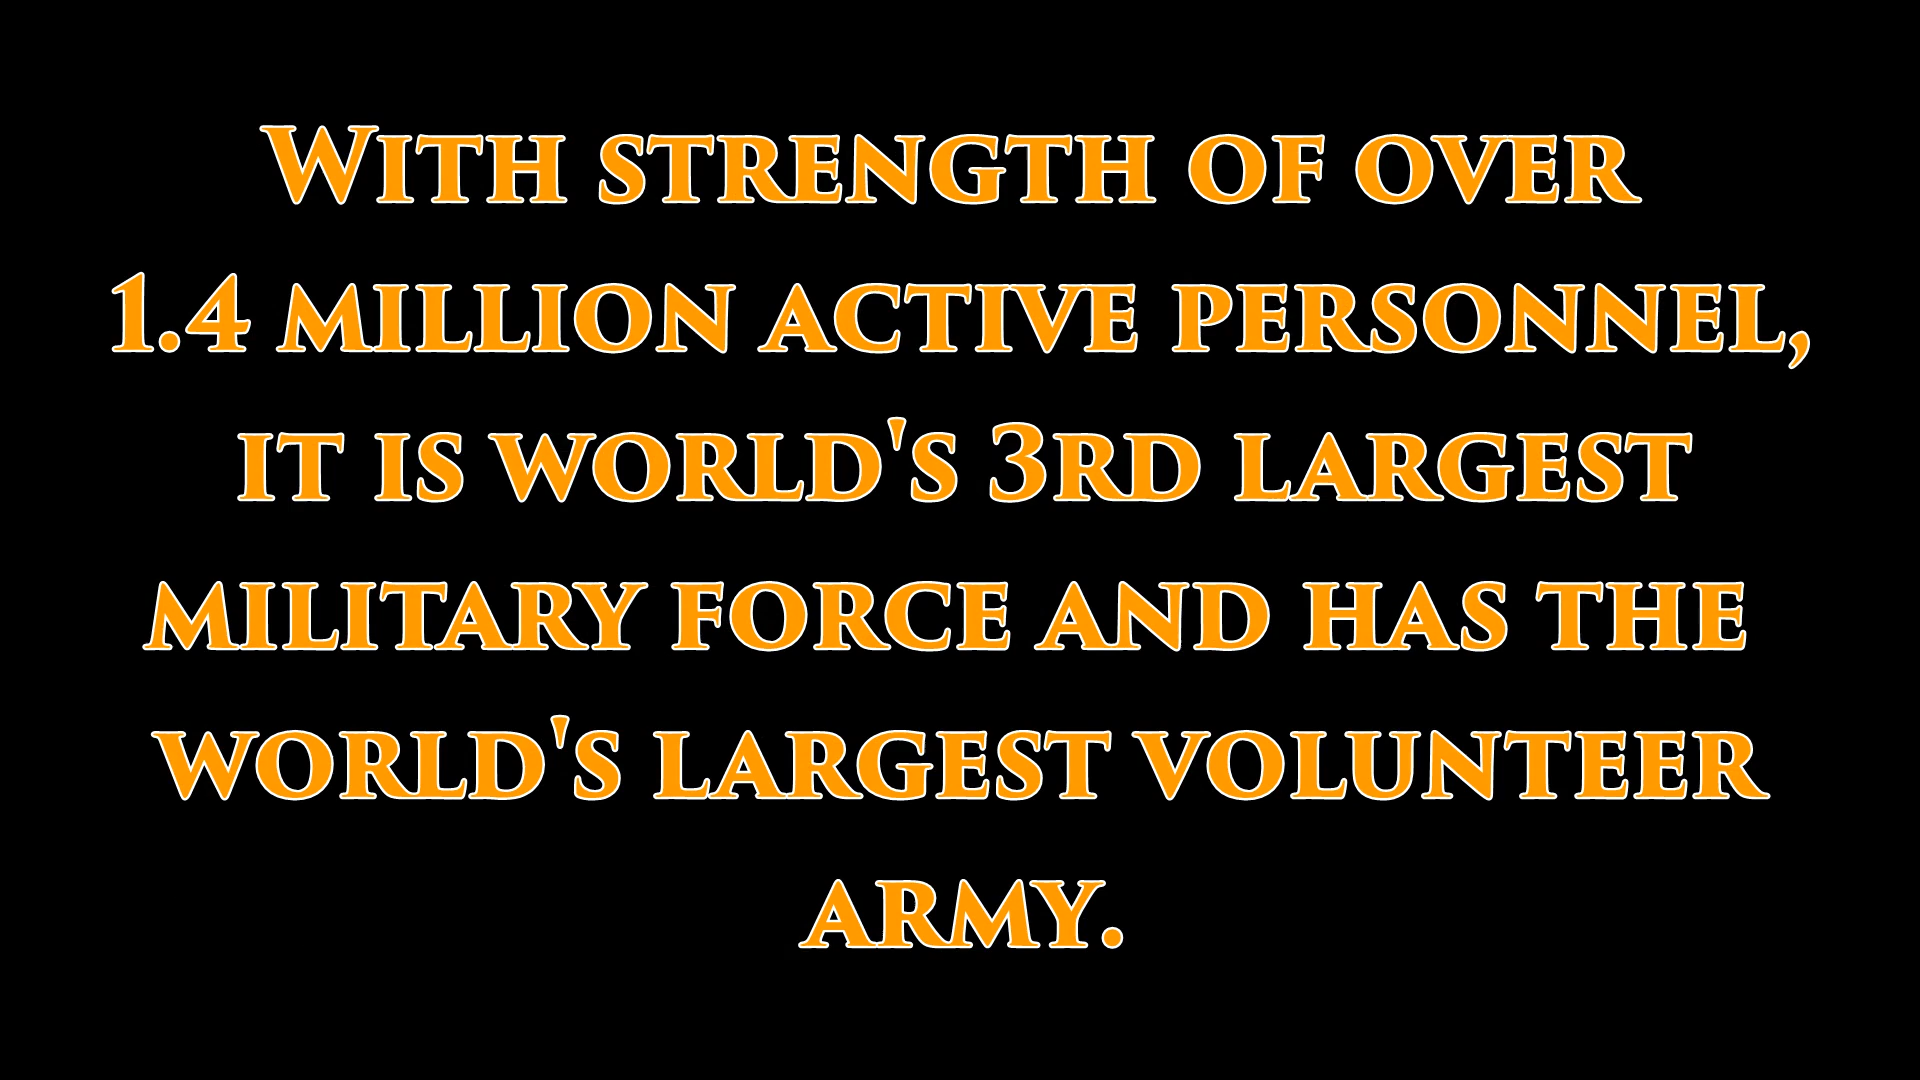 With strength of over
1.4 million active personnel,
it is world's 3rd largest
military force and has the
world's largest volunteer
army.